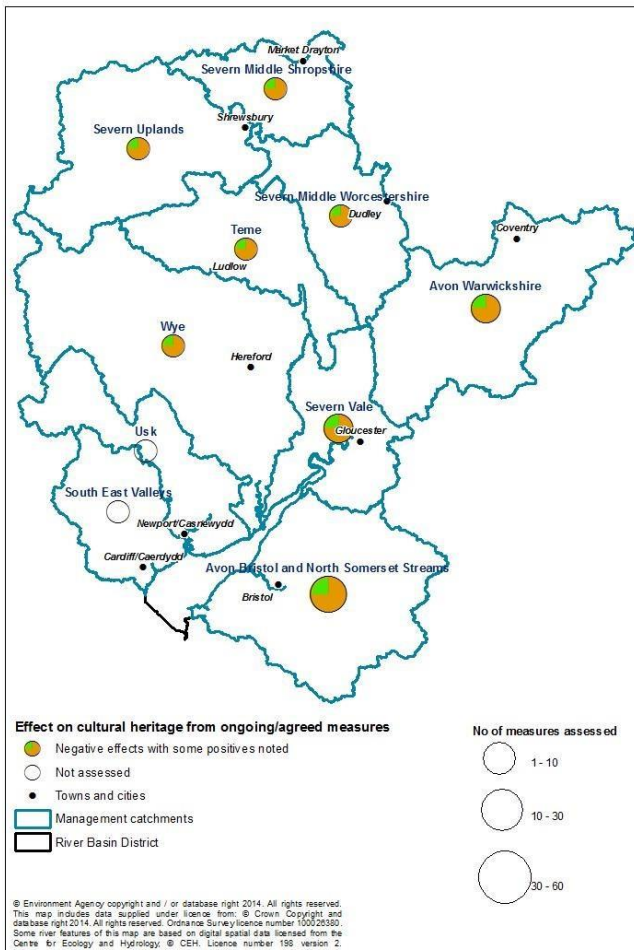 Market Drayton
Severn Middle Shropshire
Shrewsbury
Severn Uplands
Severn Middle Worcestershire
Dudley
Teme
Ludlow
Coventry
Avon Warwickshire
Wye
Hereford
Severn Vale
Gloucester
Usk
South East Valleys
Newport/Casnewydd
Cardiff/Caerdydd
Avon Bristol and North Somerset Streams
Bristol
Effect on cultural heritage from ongoing/agreed measures
Negative effects with some positives noted
Not assessed
Towns and cities
Management catchments
River Basin District
No of measures assessed
1 - 10
10 - 30
30 - 60
© Environment Agency copyright and / or database right 2014. All rights reserved.
This map includes data supplied under licence from: © Crown Copyright and
database right 2014. All rights reserved. Ordnance Survey licence number 100026380.
Some river features of this map are based on digital spatial data licensed from the
Centre for Ecology and Hydrology, © CEH. Licence number 198 version 2.